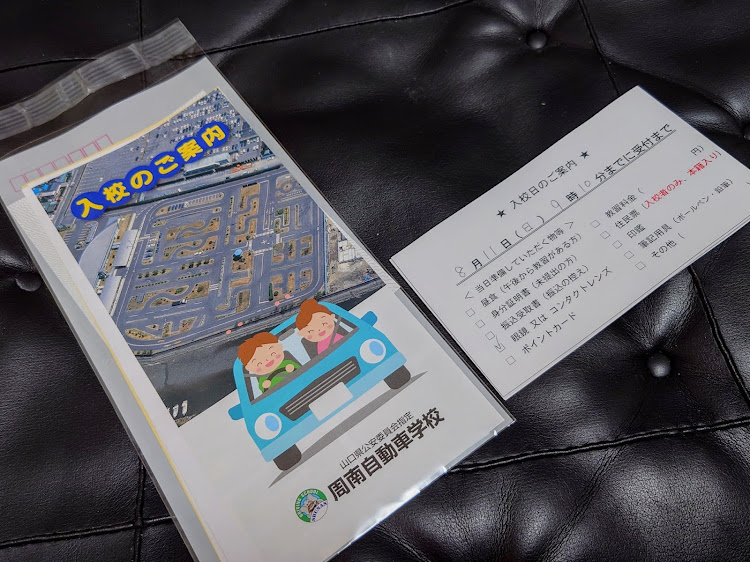 入校のご案内
山口県公安委員会指定
周南自動車学校
★ 入校日のご案内 ★
8月11日(日)9時10分までに受付まで
＜当日準備していただく物等＞
□ 昼食(午後から教習がある方)
□ 身分証明書(未提出の方)
□ 振込受取書(振込の控え)
☑ 眼鏡 又は コンタクトレンズ
□ ポイントカード
□ 教習料金( 円)
□ 住民票(入校者のみ、本籍入り)
□ 印鑑
□ 筆記用具(ボールペン・鉛筆)
□ その他(